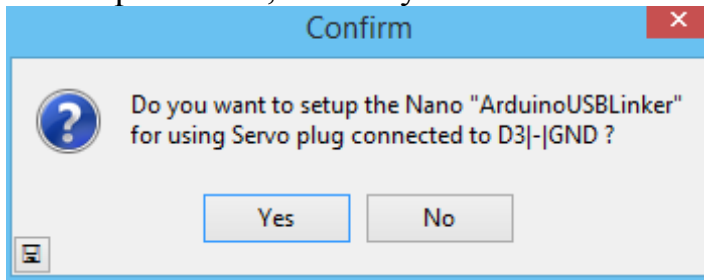 Confirm
Do you want to setup the Nano "ArduinoUSBLinker"
for using Servo plug connected to D3|-|GND ?
Yes No